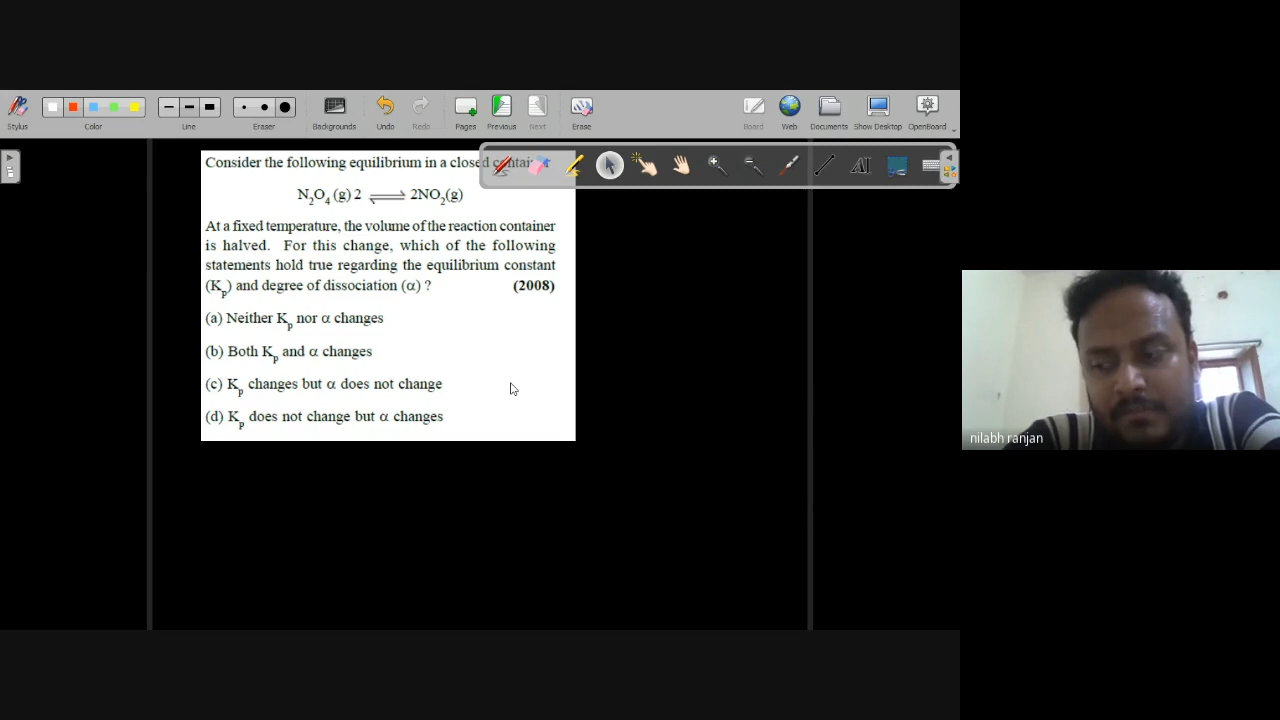 Stylus
Color
Line
Eraser
Backgrounds
Undo
Redo
Pages
Previous
Next
Erase
Board
Web
Documents
Show Desktop
OpenBoard
Consider the following equilibrium in a closed
N₂O₄ (g) 2 ⇌ 2NO₂(g)
At a fixed temperature, the volume of the reaction container
is halved. For this change, which of the following
statements hold true regarding the equilibrium constant
(Kₚ) and degree of dissociation (α) ?
(2008)
(a) Neither Kₚ nor α changes
(b) Both Kₚ and α changes
(c) Kₚ changes but α does not change
(d) Kₚ does not change but α changes
AI
nilabh ranjan